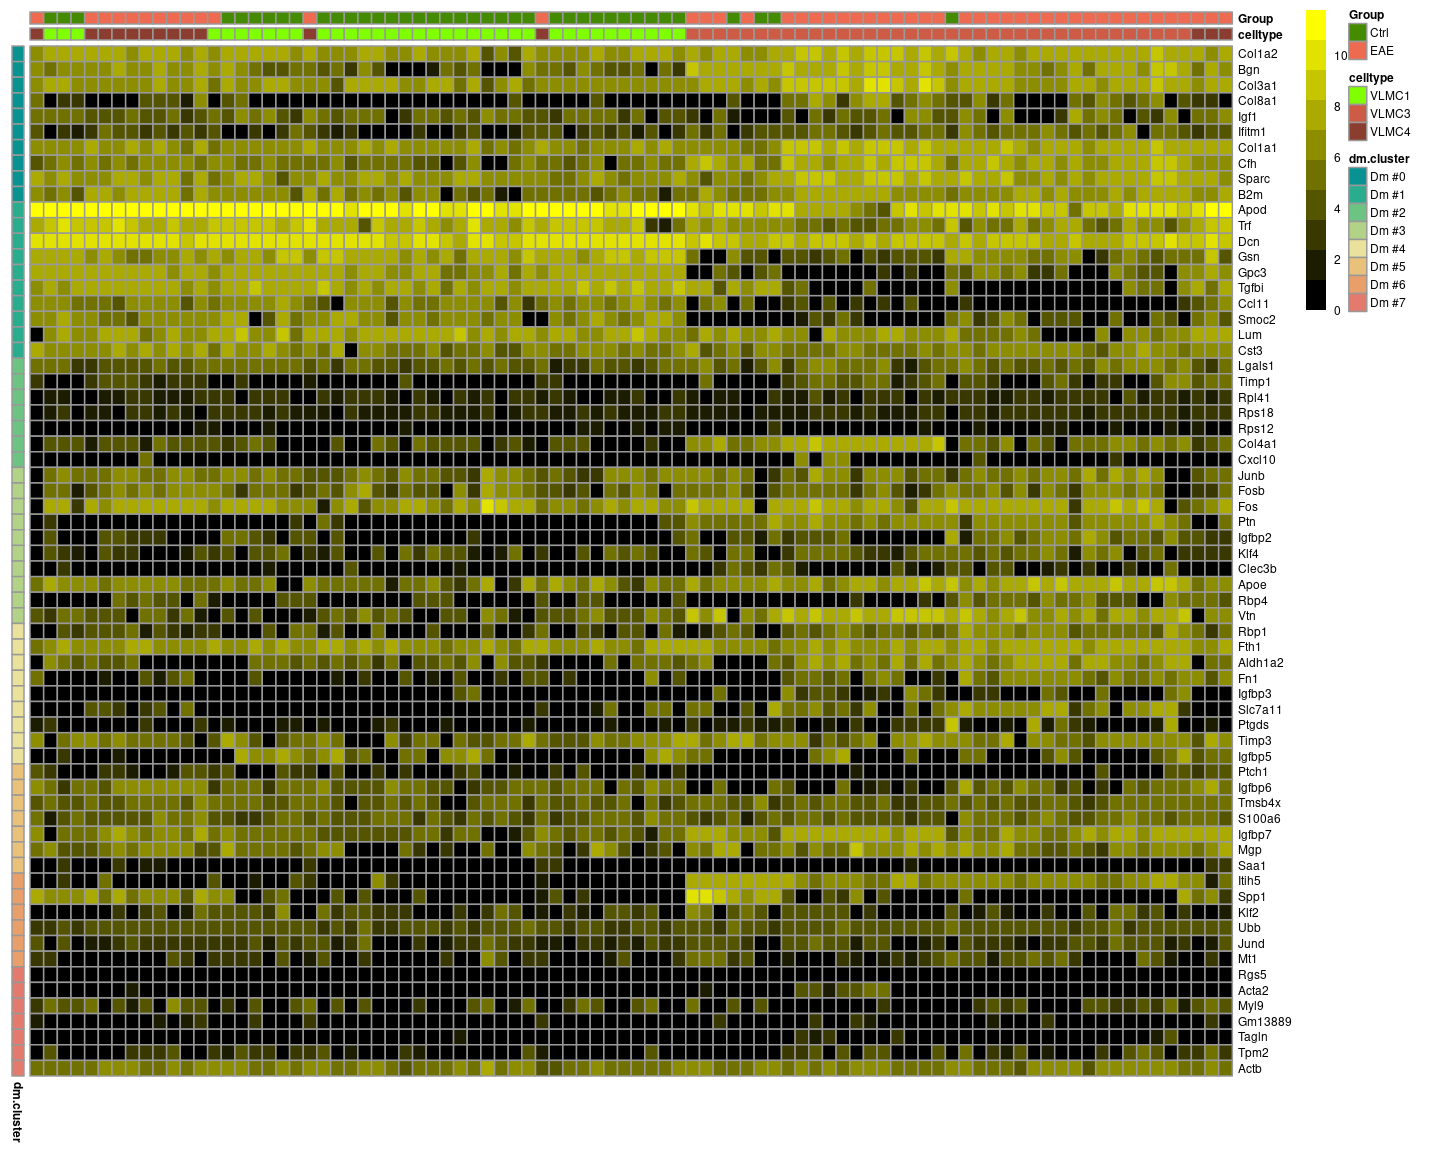 Group
celltype
Col1a2
Bgn
Col3a1
Col8a1
Igf1
Ifitm1
Col1a1
Cfh
Sparc
B2m
Apod
Trf
Dcn
Gsn
Gpc3
Tgfbi
Ccl11
Smoc2
Lum
Cst3
Lgals1
Timp1
Rpl41
Rps18
Rps12
Col4a1
Cxcl10
Junb
Fosb
Fos
Ptn
Igfbp2
Klf4
Clec3b
Apoe
Rbp4
Vtn
Rbp1
Fth1
Aldh1a2
Fn1
Igfbp3
Slc7a11
Ptgds
Timp3
Igfbp5
Ptch1
Igfbp6
Tmsb4x
S100a6
Igfbp7
Mgp
Saa1
Itih5
Spp1
Klf2
Ubb
Jund
Mt1
Rgs5
Acta2
Myl9
Gm13889
Tagln
Tpm2
Actb
dm.cluster
10
8
6
4
2
0
Group
Ctrl
EAE
celltype
VLMC1
VLMC3
VLMC4
dm.cluster
Dm #0
Dm #1
Dm #2
Dm #3
Dm #4
Dm #5
Dm #6
Dm #7